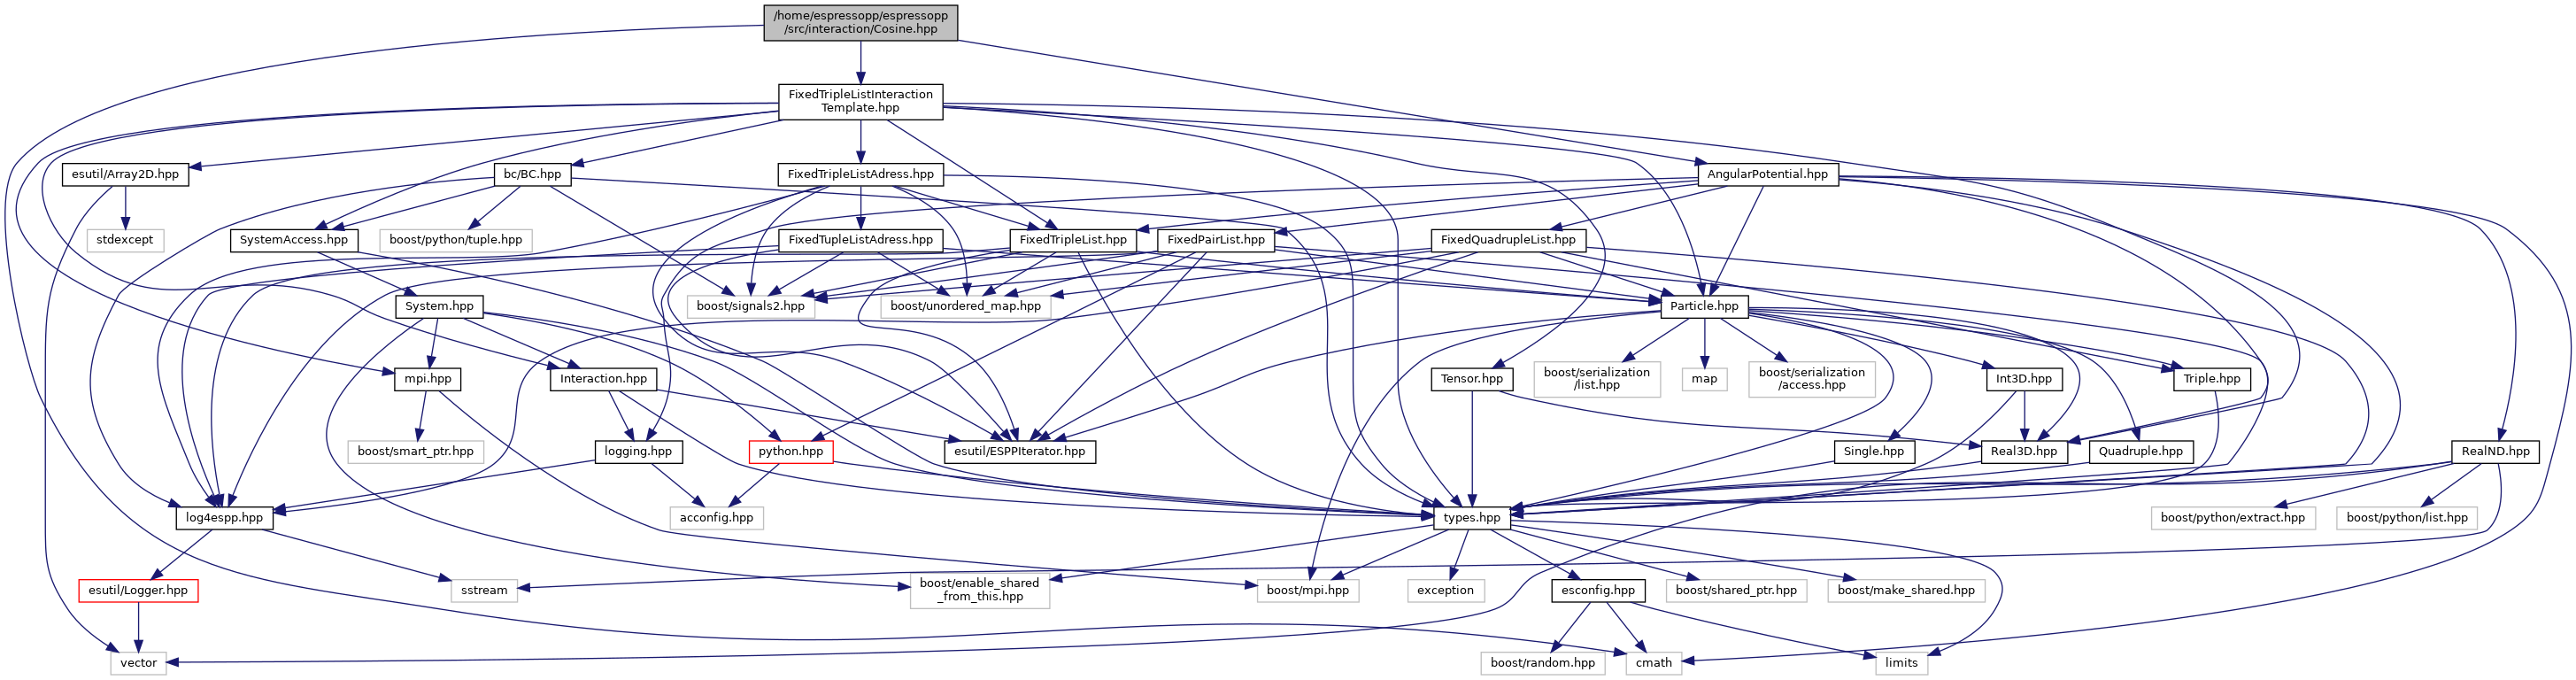 /home/espressopp/espressopp
/src/interaction/Cosine.hpp
FixedTripleListInteraction
Template.hpp
esutil/Array2D.hpp
bc/BC.hpp
FixedTripleListAdress.hpp
AngularPotential.hpp
stdexcept
SystemAccess.hpp
boost/python/tuple.hpp
FixedTupleListAdress.hpp
FixedTripleList.hpp
FixedPairList.hpp
FixedQuadrupleList.hpp
System.hpp
boost/signals2.hpp
boost/unordered_map.hpp
Particle.hpp
mpi.hpp
Interaction.hpp
Tensor.hpp
boost/serialization
/list.hpp
map
boost/serialization
/access.hpp
Int3D.hpp
Triple.hpp
boost/smart_ptr.hpp
logging.hpp
python.hpp
esutil/ESPPIterator.hpp
Single.hpp
Real3D.hpp
Quadruple.hpp
RealND.hpp
log4espp.hpp
acconfig.hpp
types.hpp
boost/python/extract.hpp
boost/python/list.hpp
esutil/Logger.hpp
sstream
boost/enable_shared
_from_this.hpp
boost/mpi.hpp
exception
esconfig.hpp
boost/shared_ptr.hpp
boost/make_shared.hpp
vector
boost/random.hpp
cmath
limits